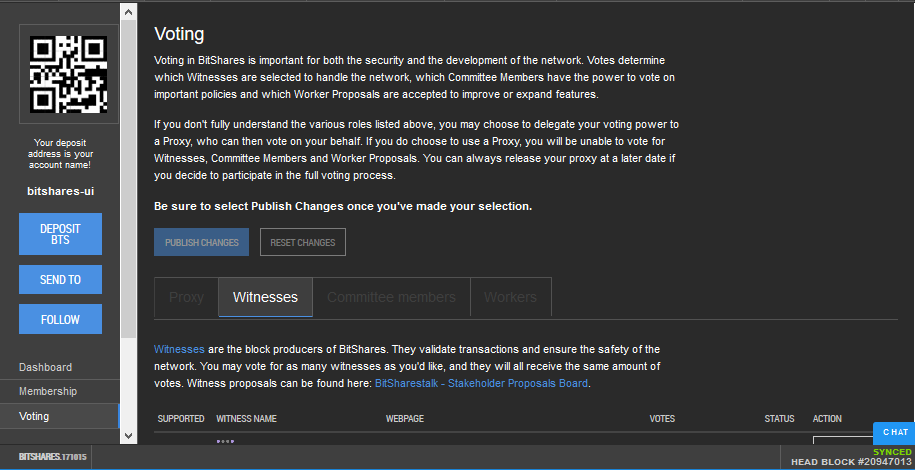 Your deposit
address is your
account name!
bitshares-ui
DEPOSIT
BTS
SEND TO
FOLLOW
Dashboard
Membership
Voting
Voting
Voting in BitShares is important for both the security and the development of the network. Votes determine
which Witnesses are selected to handle the network, which Committee Members have the power to vote on
important policies and which Worker Proposals are accepted to improve or expand features.
If you don't fully understand the various roles listed above, you may choose to delegate your voting power to
a Proxy, who can then vote on your behalf. If you do choose to use a Proxy, you will be unable to vote for
Witnesses, Committee Members and Worker Proposals. You can always release your proxy at a later date if
you decide to participate in the full voting process.
Be sure to select Publish Changes once you've made your selection.
PUBLISH CHANGES RESET CHANGES
Proxy Witnesses Committee members Workers
Witnesses are the block producers of BitShares. They validate transactions and ensure the safety of the
network. You may vote for as many witnesses as you'd like, and they will all receive the same amount of
votes. Witness proposals can be found here: BitSharestalk - Stakeholder Proposals Board.
SUPPORTED WITNESS NAME WEBPAGE VOTES STATUS ACTION
CHAT
BITSHARES.171015
SYNCED
HEAD BLOCK #20947013